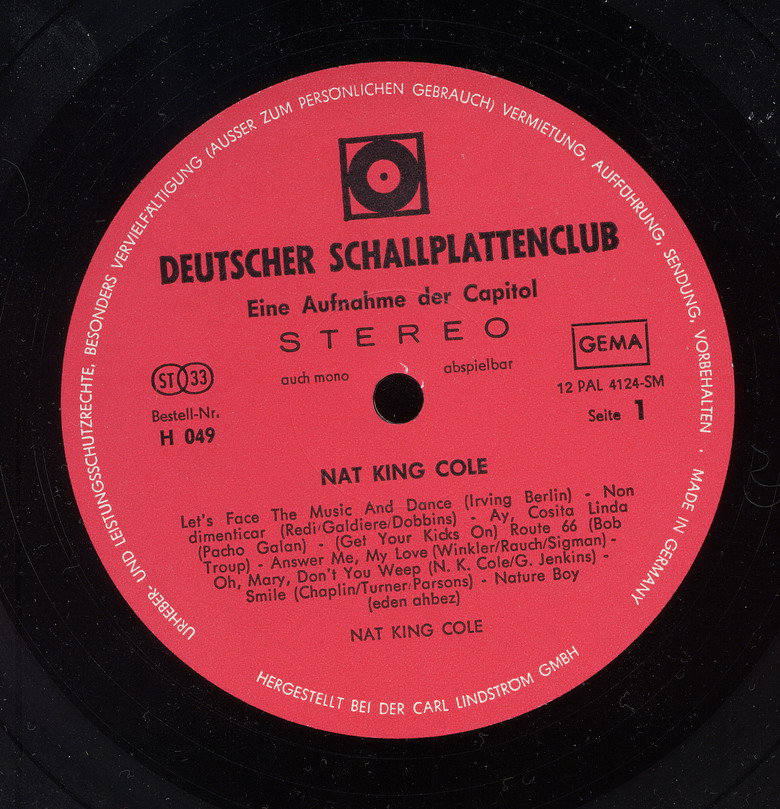 URHEBER- UND LEISTUNGSSCHUTZRECHTE, BESONDERS VERVIELFÄLTIGUNG (AUSSER ZUM PERSÖNLICHEN GEBRAUCH) VERMIETUNG, AUFFÜHRUNG, SENDUNG, VORBEHALTEN · MADE IN GERMANY
DEUTSCHER SCHALLPLATTENCLUB
Eine Aufnahme der Capitol
STEREO
auch mono abspielbar
ST 33
Bestell-Nr.
H 049
GEMA
12 PAL 4124-SM
Seite 1
NAT KING COLE
Let's Face The Music And Dance (Irving Berlin) - Non
dimenticar (Redi/Galdiere/Dobbins) - Ay, Cosita Linda
(Pacho Galan) - (Get Your Kicks On) Route 66 (Bob
Troup) - Answer Me, My Love (Winkler/Rauch/Sigman) -
Oh, Mary, Don't You Weep (N. K. Cole/G. Jenkins) -
Smile (Chaplin/Turner/Parsons) - Nature Boy
(eden ahbez)
NAT KING COLE
HERGESTELLT BEI DER CARL LINDSTRÖM GMBH